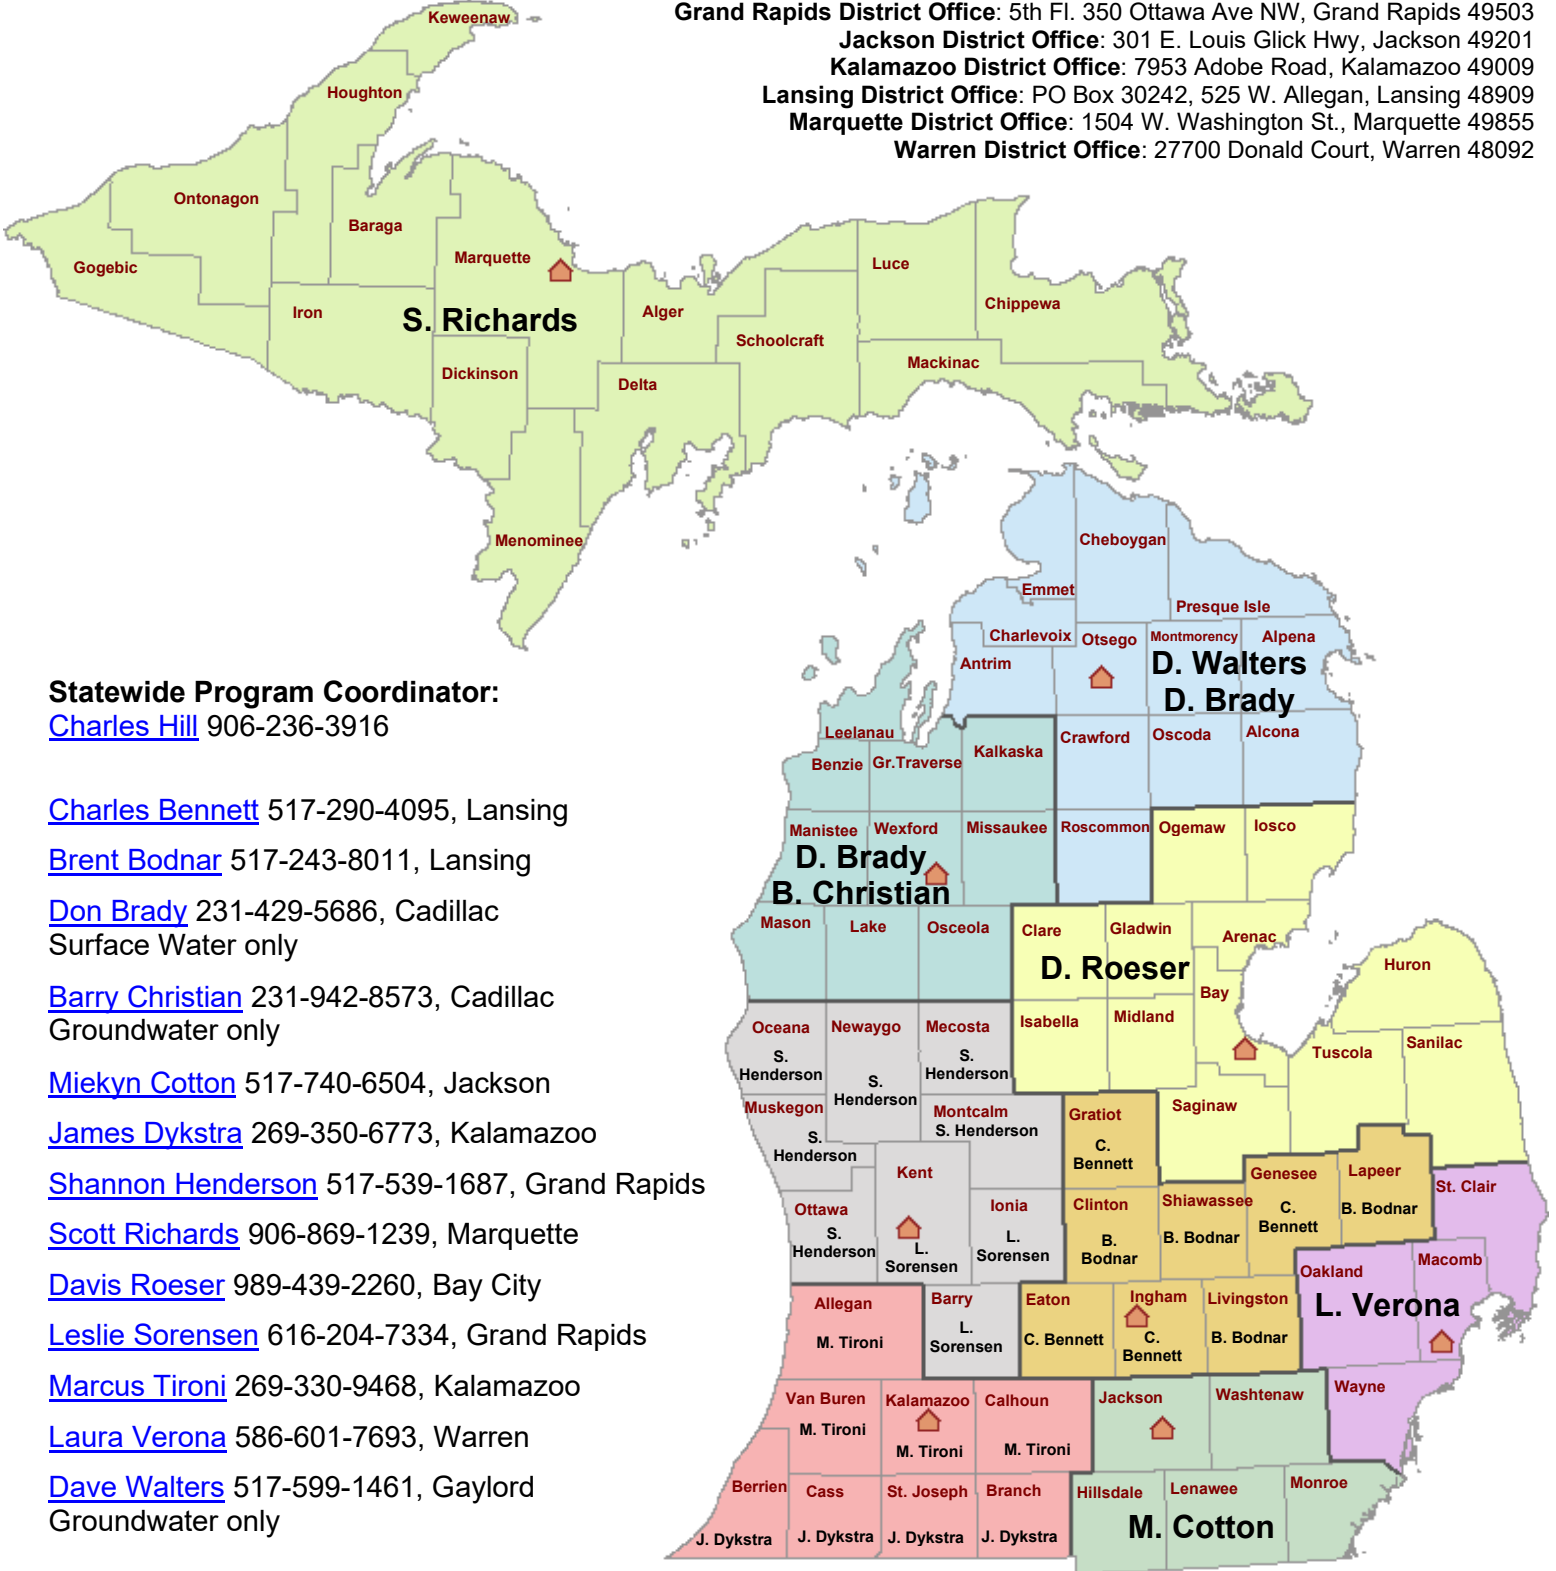 Grand Rapids District Office: 5th Fl. 350 Ottawa Ave NW, Grand Rapids 49503
Jackson District Office: 301 E. Louis Glick Hwy, Jackson 49201
Kalamazoo District Office: 7953 Adobe Road, Kalamazoo 49009
Lansing District Office: PO Box 30242, 525 W. Allegan, Lansing 48909
Marquette District Office: 1504 W. Washington St., Marquette 49855
Warren District Office: 27700 Donald Court, Warren 48092
Keweenaw
Houghton
Ontonagon
Baraga
Gogebic
Marquette
Iron
S. Richards
Alger
Luce
Chippewa
Schoolcraft
Mackinac
Dickinson
Delta
Menominee
Cheboygan
Emmet
Presque Isle
Charlevoix
Otsego
Montmorency
Alpena
Antrim
D. Walters
D. Brady
Crawford
Oscoda
Alcona
Roscommon
Leelanau
Benzie
Gr.Traverse
Kalkaska
Manistee
Wexford
Missaukee
D. Brady
B. Christian
Mason
Lake
Osceola
Ogemaw
Iosco
Clare
Gladwin
Arenac
D. Roeser
Bay
Isabella
Midland
Huron
Tuscola
Sanilac
Saginaw
Oceana
S.
Henderson
Newaygo
S.
Henderson
Mecosta
S.
Henderson
Muskegon
S.
Henderson
Montcalm
S. Henderson
Kent
L.
Sorensen
Ottawa
S.
Henderson
Ionia
L.
Sorensen
Barry
L.
Sorensen
Gratiot
C.
Bennett
Clinton
B.
Bodnar
Shiawassee
B. Bodnar
Genesee
C.
Bennett
Lapeer
B. Bodnar
Eaton
C. Bennett
Ingham
C.
Bennett
Livingston
B. Bodnar
St. Clair
Macomb
Oakland
L. Verona
Wayne
Allegan
M. Tironi
Van Buren
M. Tironi
Kalamazoo
M. Tironi
Calhoun
M. Tironi
Berrien
J. Dykstra
Cass
J. Dykstra
St. Joseph
J. Dykstra
Branch
J. Dykstra
Jackson
Washtenaw
Hillsdale
Lenawee
Monroe
M. Cotton
Statewide Program Coordinator:
Charles Hill 906-236-3916
Charles Bennett 517-290-4095, Lansing
Brent Bodnar 517-243-8011, Lansing
Don Brady 231-429-5686, Cadillac
Surface Water only
Barry Christian 231-942-8573, Cadillac
Groundwater only
Miekyn Cotton 517-740-6504, Jackson
James Dykstra 269-350-6773, Kalamazoo
Shannon Henderson 517-539-1687, Grand Rapids
Scott Richards 906-869-1239, Marquette
Davis Roeser 989-439-2260, Bay City
Leslie Sorensen 616-204-7334, Grand Rapids
Marcus Tironi 269-330-9468, Kalamazoo
Laura Verona 586-601-7693, Warren
Dave Walters 517-599-1461, Gaylord
Groundwater only